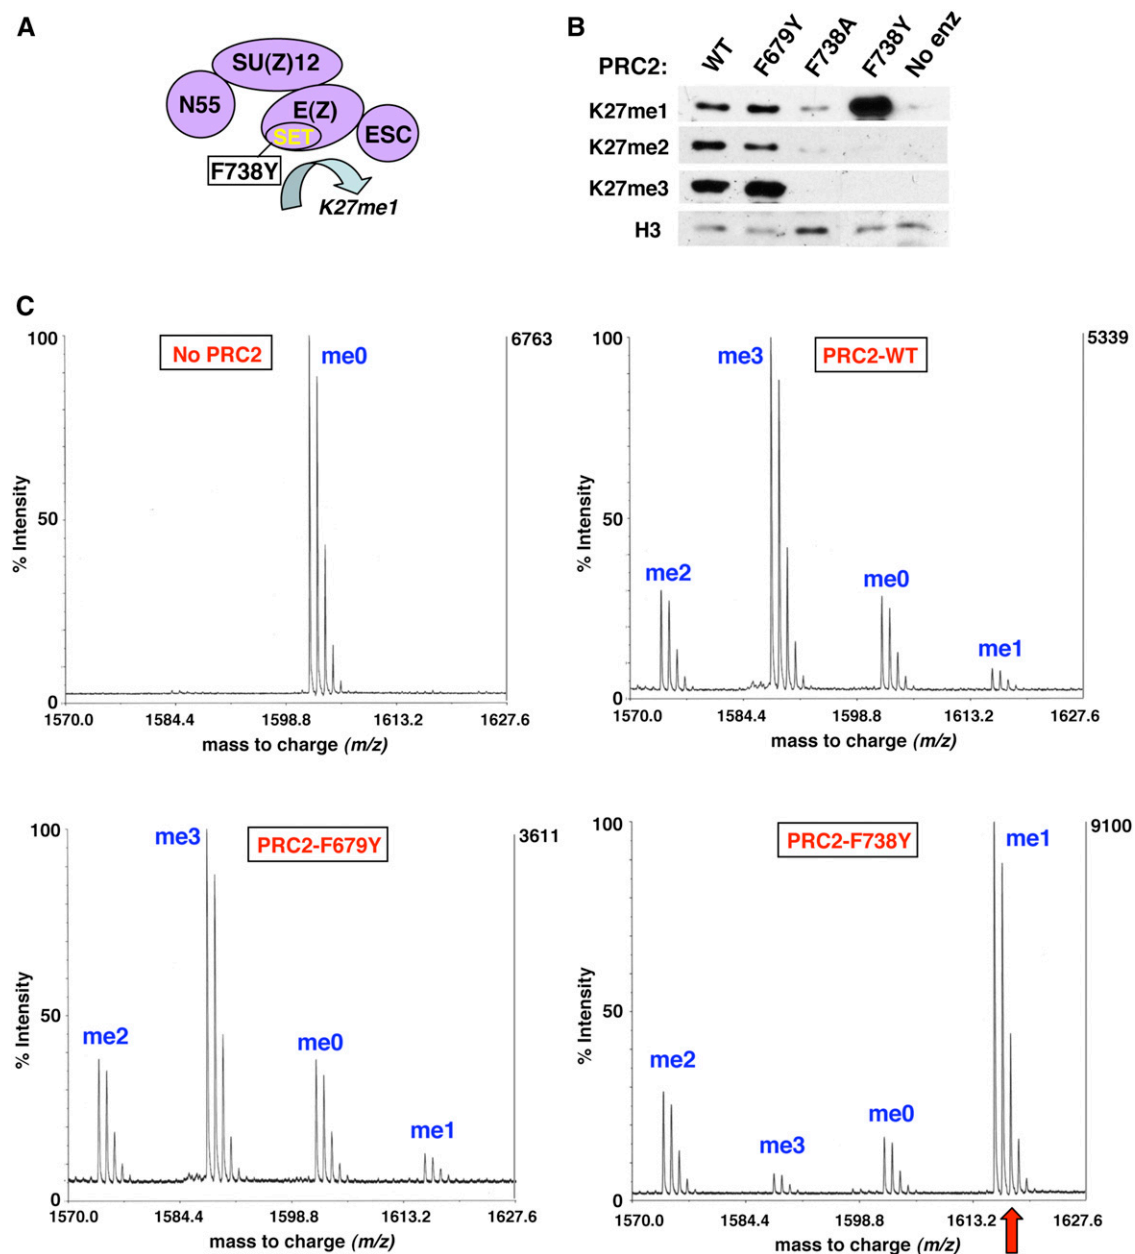 A
SU(Z)12
N55
E(Z)
SET
ESC
F738Y
K27me1
B
PRC2:
WT
F679Y
F738A
F738Y
No enz
K27me1
K27me2
K27me3
H3
C
100
50
0
% Intensity
No PRC2
me0
6763
1570.0 1584.4 1598.8 1613.2 1627.6
mass to charge (m/z)
100
50
0
% Intensity
me3
PRC2-WT
5339
me2
me0
me1
1570.0 1584.4 1598.8 1613.2 1627.6
mass to charge (m/z)
100
50
0
% Intensity
me3
PRC2-F679Y
3611
me2
me0
me1
1570.0 1584.4 1598.8 1613.2 1627.6
mass to charge (m/z)
100
50
0
% Intensity
PRC2-F738Y
me1
9100
me2
me3
me0
1570.0 1584.4 1598.8 1613.2 1627.6
mass to charge (m/z)